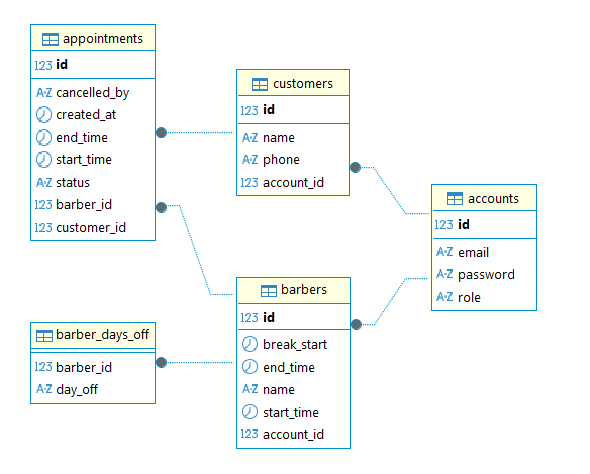 appointments
123 id
A-Z cancelled_by
created_at
end_time
start_time
A-Z status
123 barber_id
123 customer_id
customers
123 id
A-Z name
A-Z phone
123 account_id
accounts
123 id
A-Z email
A-Z password
A-Z role
barbers
123 id
break_start
end_time
A-Z name
start_time
123 account_id
barber_days_off
123 barber_id
A-Z day_off